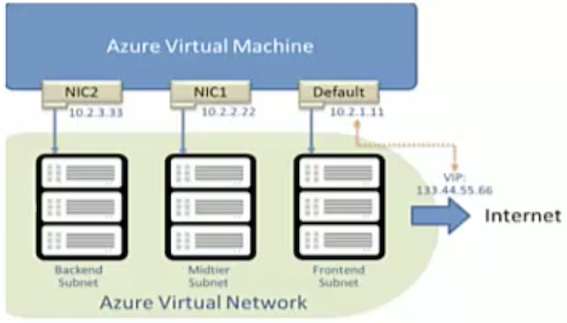 Azure Virtual Machine
NIC2
NIC1
Default
10.2.3.33
10.2.2.22
10.2.1.11
VIP:
133.44.55.66
Internet
Backend
Subnet
Midtier
Subnet
Frontend
Subnet
Azure Virtual Network